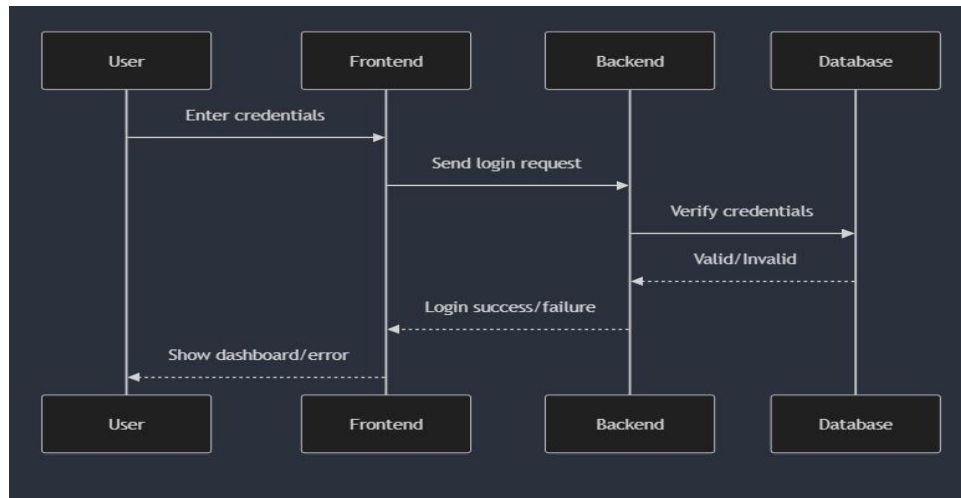 User Frontend Backend Database
Enter credentials
Send login request
Verify credentials
Valid/Invalid
Login success/failure
Show dashboard/error
User Frontend Backend Database